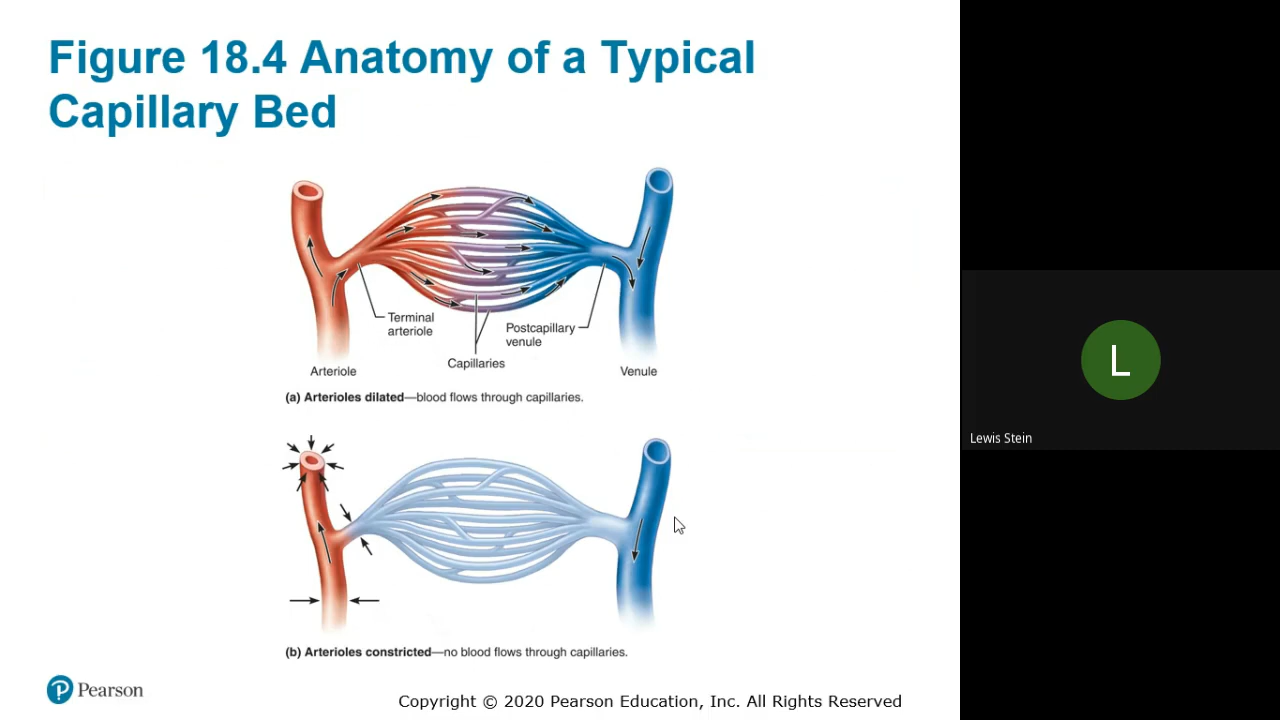 Figure 18.4 Anatomy of a Typical
Capillary Bed
Terminal
arteriole
Postcapillary
venule
Capillaries
Arteriole
Venule
(a) Arterioles dilated—blood flows through capillaries.
(b) Arterioles constricted—no blood flows through capillaries.
P Pearson
Copyright © 2020 Pearson Education, Inc. All Rights Reserved
L
Lewis Stein